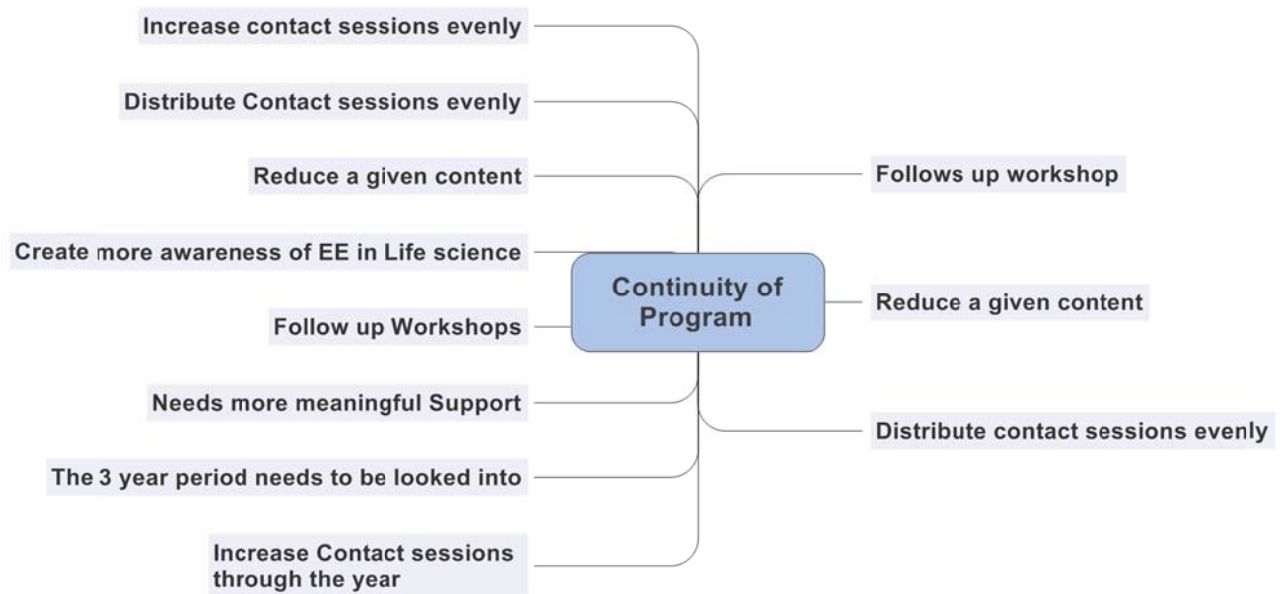 Increase contact sessions evenly
Distribute Contact sessions evenly
Reduce a given content
Create more awareness of EE in Life science
Follow up Workshops
Needs more meaningful Support
The 3 year period needs to be looked into
Increase Contact sessions
through the year
Continuity of
Program
Follows up workshop
Reduce a given content
Distribute contact sessions evenly